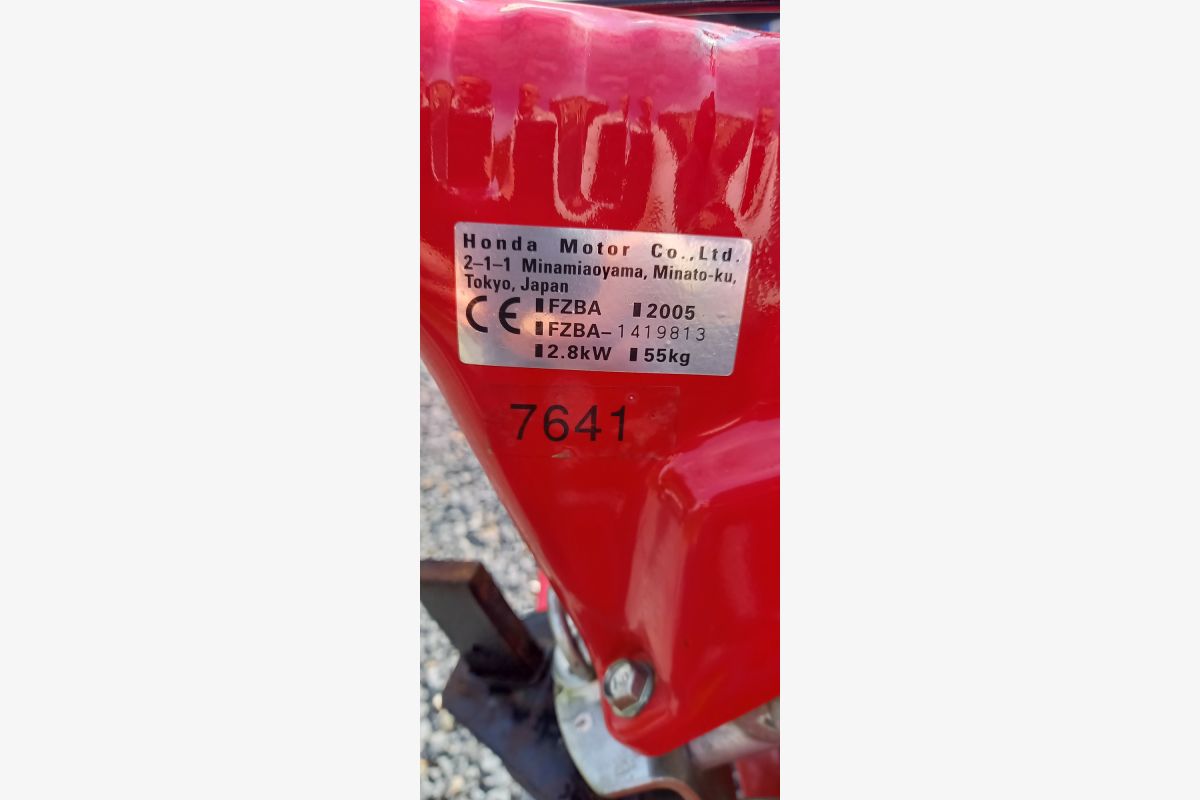 Honda Motor Co.,Ltd.
2-1-1 Minamiaoyama, Minato-ku,
Tokyo, Japan
CE FZBA 2005
FZBA-1419813
2.8kW 55kg
7641